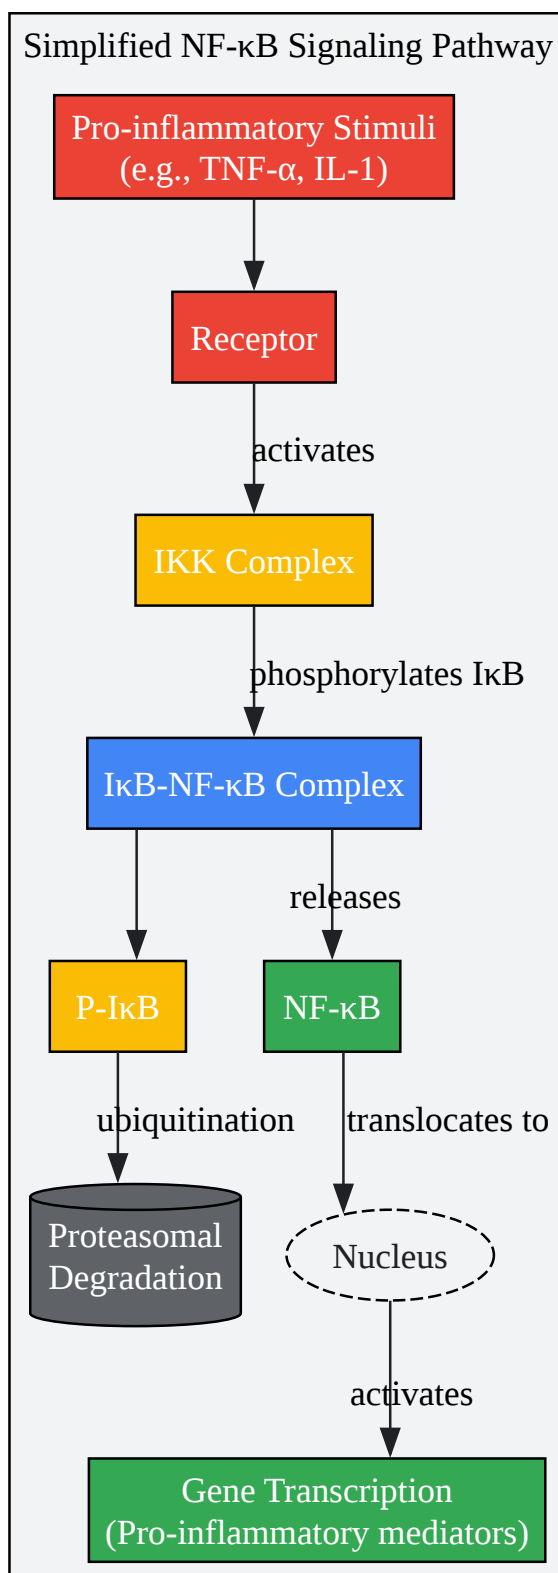 Simplified NF-κB Signaling Pathway
Pro-inflammatory Stimuli
(e.g., TNF-α, IL-1)
Receptor
activates
IKK Complex
phosphorylates IκB
IκB-NF-κB Complex
releases
P-IκB
NF-κB
ubiquitination
translocates to
Proteasomal
Degradation
Nucleus
activates
Gene Transcription
(Pro-inflammatory mediators)